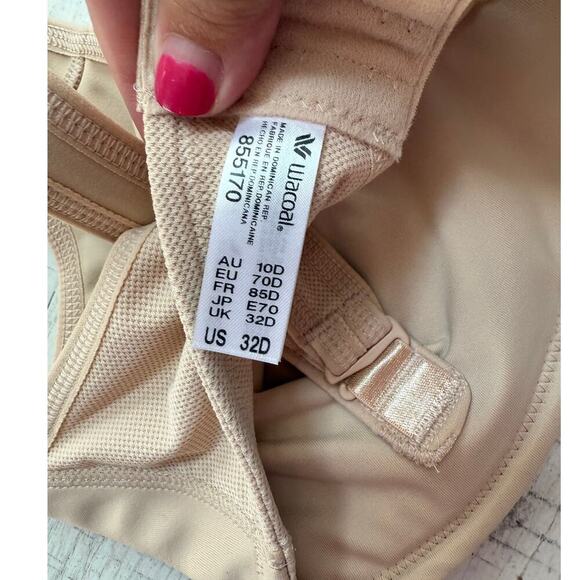 wacoal®
MADE IN DOMINICAN REP
FABRIQUE EN REP DOMINICAINE
HECHO EN REP DOMINICANA
855170
AU 10D
EU 70D
FR 85D
JP E70
UK 32D
US 32D